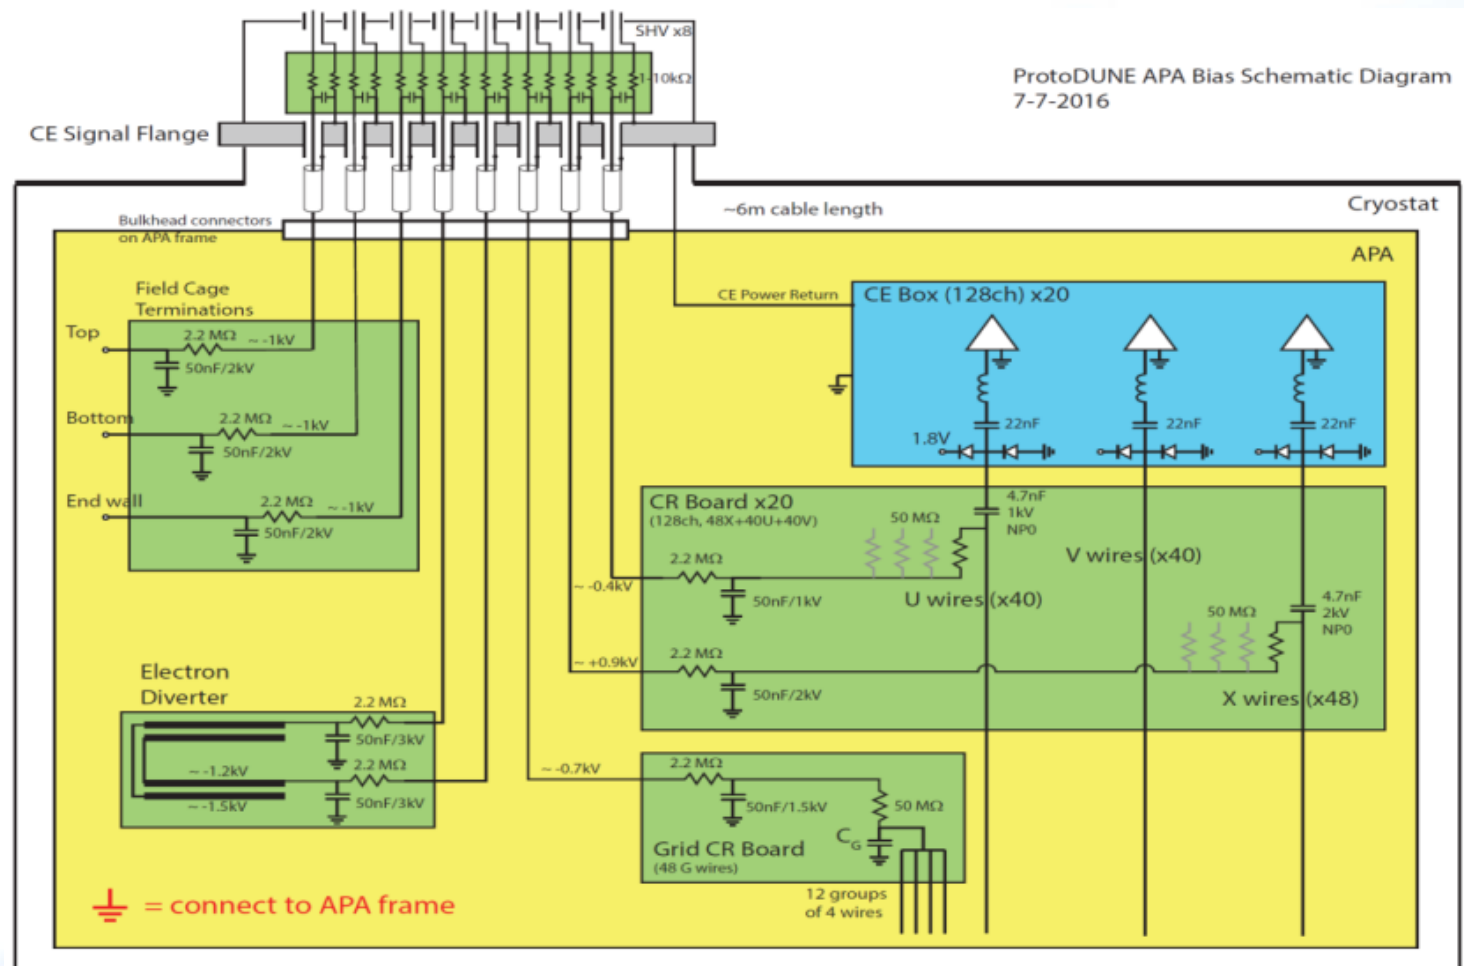 SHV x8
1-10kΩ
ProtoDUNE APA Bias Schematic Diagram
7-7-2016
CE Signal Flange
Cryostat
~6m cable length
Bulkhead connectors
on APA frame
APA
Field Cage
Terminations
CE Power Return
CE Box (128ch) x20
Top
2.2 MΩ
~ -1kV
50nF/2kV
Bottom
2.2 MΩ
~ -1kV
50nF/2kV
22nF
22nF
22nF
1.8V
End wall
2.2 MΩ
~ -1kV
50nF/2kV
CR Board x20
(128ch, 48X+40U+40V)
50 MΩ
4.7nF
1kV
NP0
V wires (x40)
2.2 MΩ
~ -0.4kV
50nF/1kV
U wires (x40)
4.7nF
2kV
NP0
50 MΩ
2.2 MΩ
~ +0.9kV
50nF/2kV
X wires (x48)
Electron
Diverter
2.2 MΩ
50nF/3kV
2.2 MΩ
~ -1.2kV
50nF/3kV
~ -1.5kV
~ -0.7kV
2.2 MΩ
50nF/1.5kV
50 MΩ
CG
Grid CR Board
(48 G wires)
12 groups
of 4 wires
= connect to APA frame